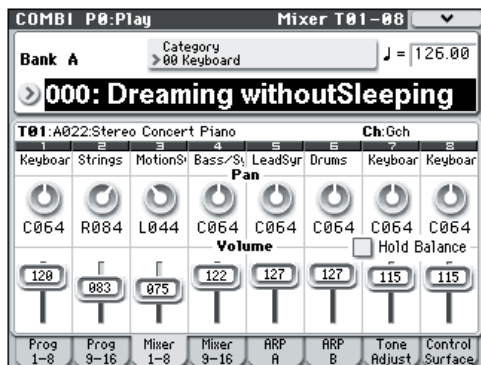 COMBI P0:Play Mixer T01-08
Bank A
Category
00 Keyboard
♩ = 126.00
000: Dreaming withoutSleeping
T01:A022:Stereo Concert Piano Ch:Gch
1 2 3 4 5 6 7 8
Keyboar Strings MotionS Bass/Sy LeadSyr Drums Keyboar Keyboar
Pan
C064 R084 L044 C064 C064 C064 C064 C064
Volume
Hold Balance
120 083 075 122 127 127 115 115
Prog 1-8 Prog 9-16 Mixer 1-8 Mixer 9-16 ARP A ARP B Tone Adjust Control Surface